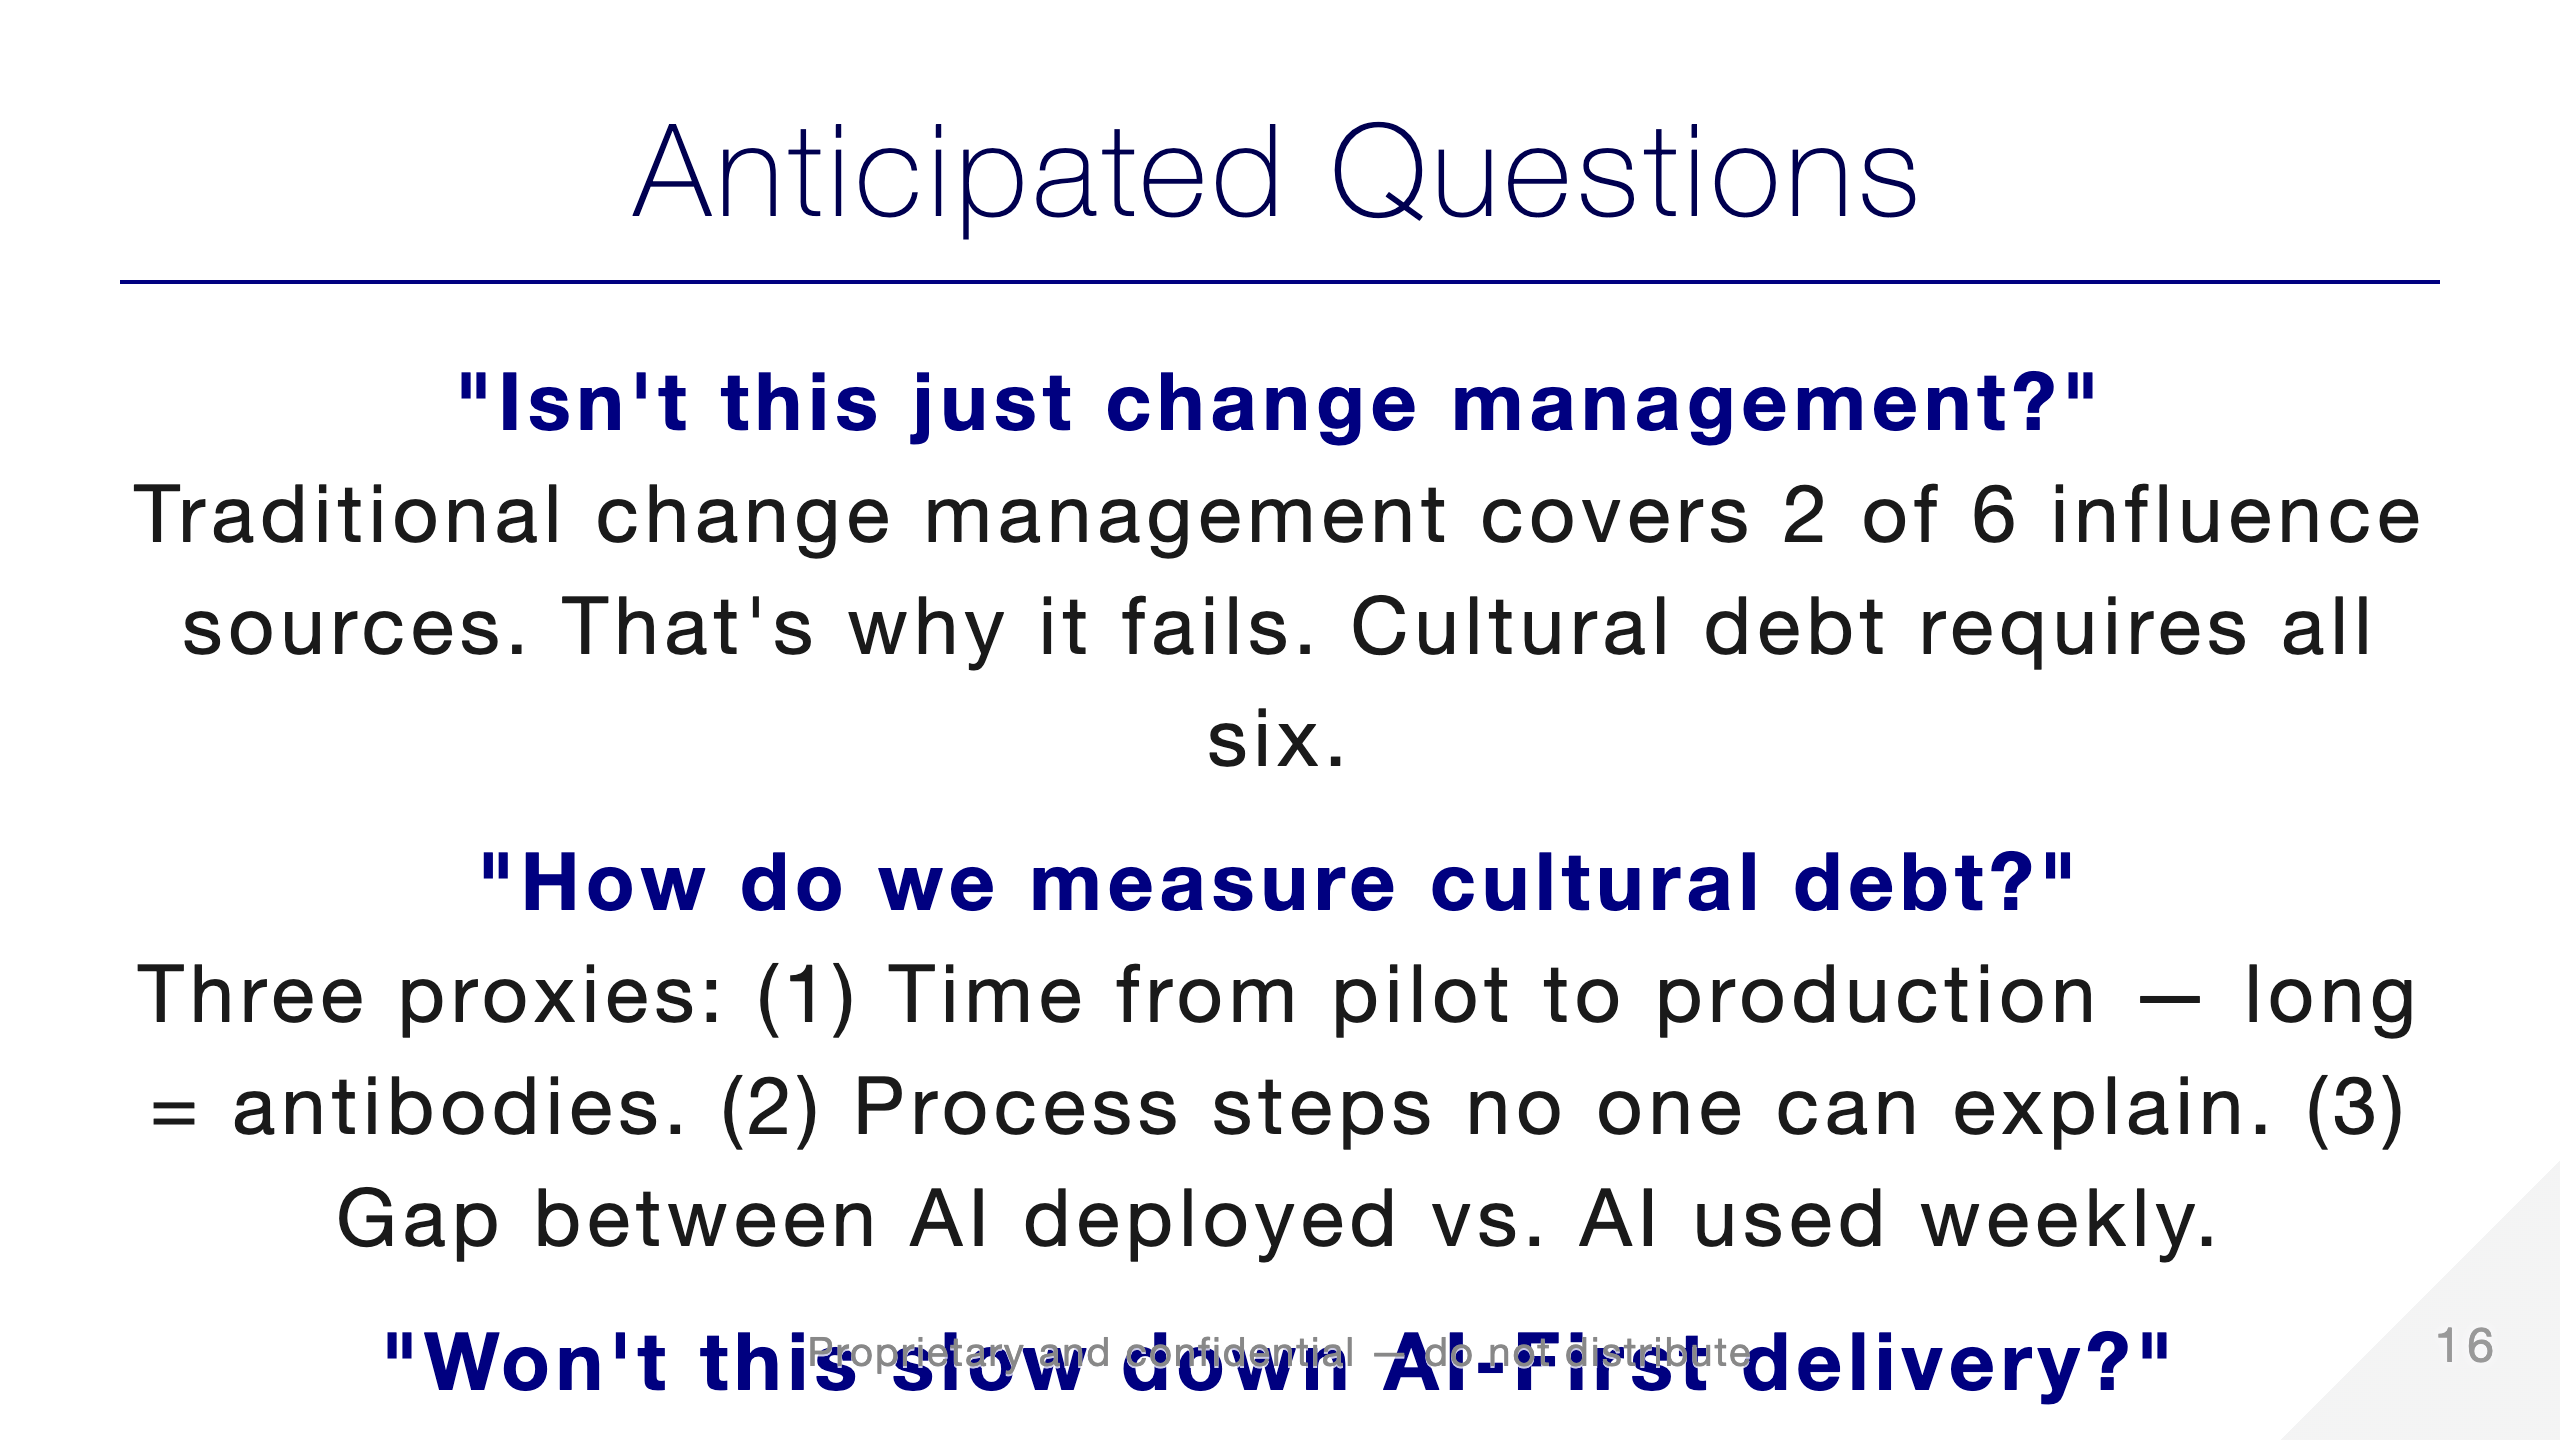 Anticipated Questions
"Isn't this just change management?"
Traditional change management covers 2 of 6 influence
sources. That's why it fails. Cultural debt requires all
six.
"How do we measure cultural debt?"
Three proxies: (1) Time from pilot to production — long
= antibodies. (2) Process steps no one can explain. (3)
Gap between AI deployed vs. AI used weekly.
"Won't this slow down AI-First delivery?"
Proprietary and confidential — do not distribute
16